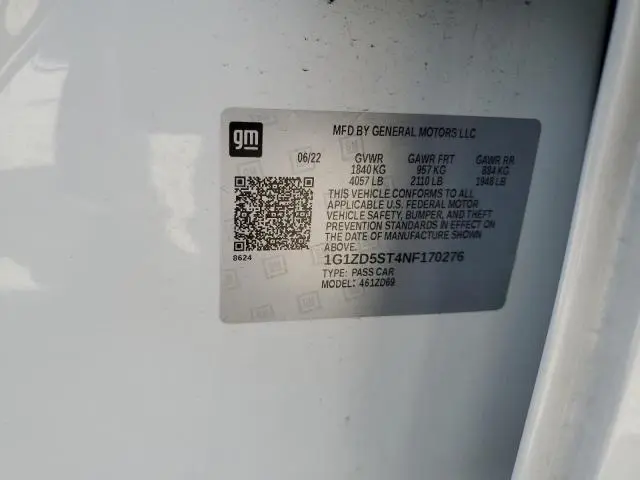 gm
MFD BY GENERAL MOTORS LLC
06/22 GVWR GAWR FRT GAWR RR
1840 KG 957 KG 884 KG
4057 LB 2110 LB 1948 LB
THIS VEHICLE CONFORMS TO ALL
APPLICABLE U.S. FEDERAL MOTOR
VEHICLE SAFETY, BUMPER, AND THEFT
PREVENTION STANDARDS IN EFFECT ON
THE DATE OF MANUFACTURE SHOWN
ABOVE.
8624
1G1ZD5ST4NF170276
TYPE: PASS CAR
MODEL: 461ZD69